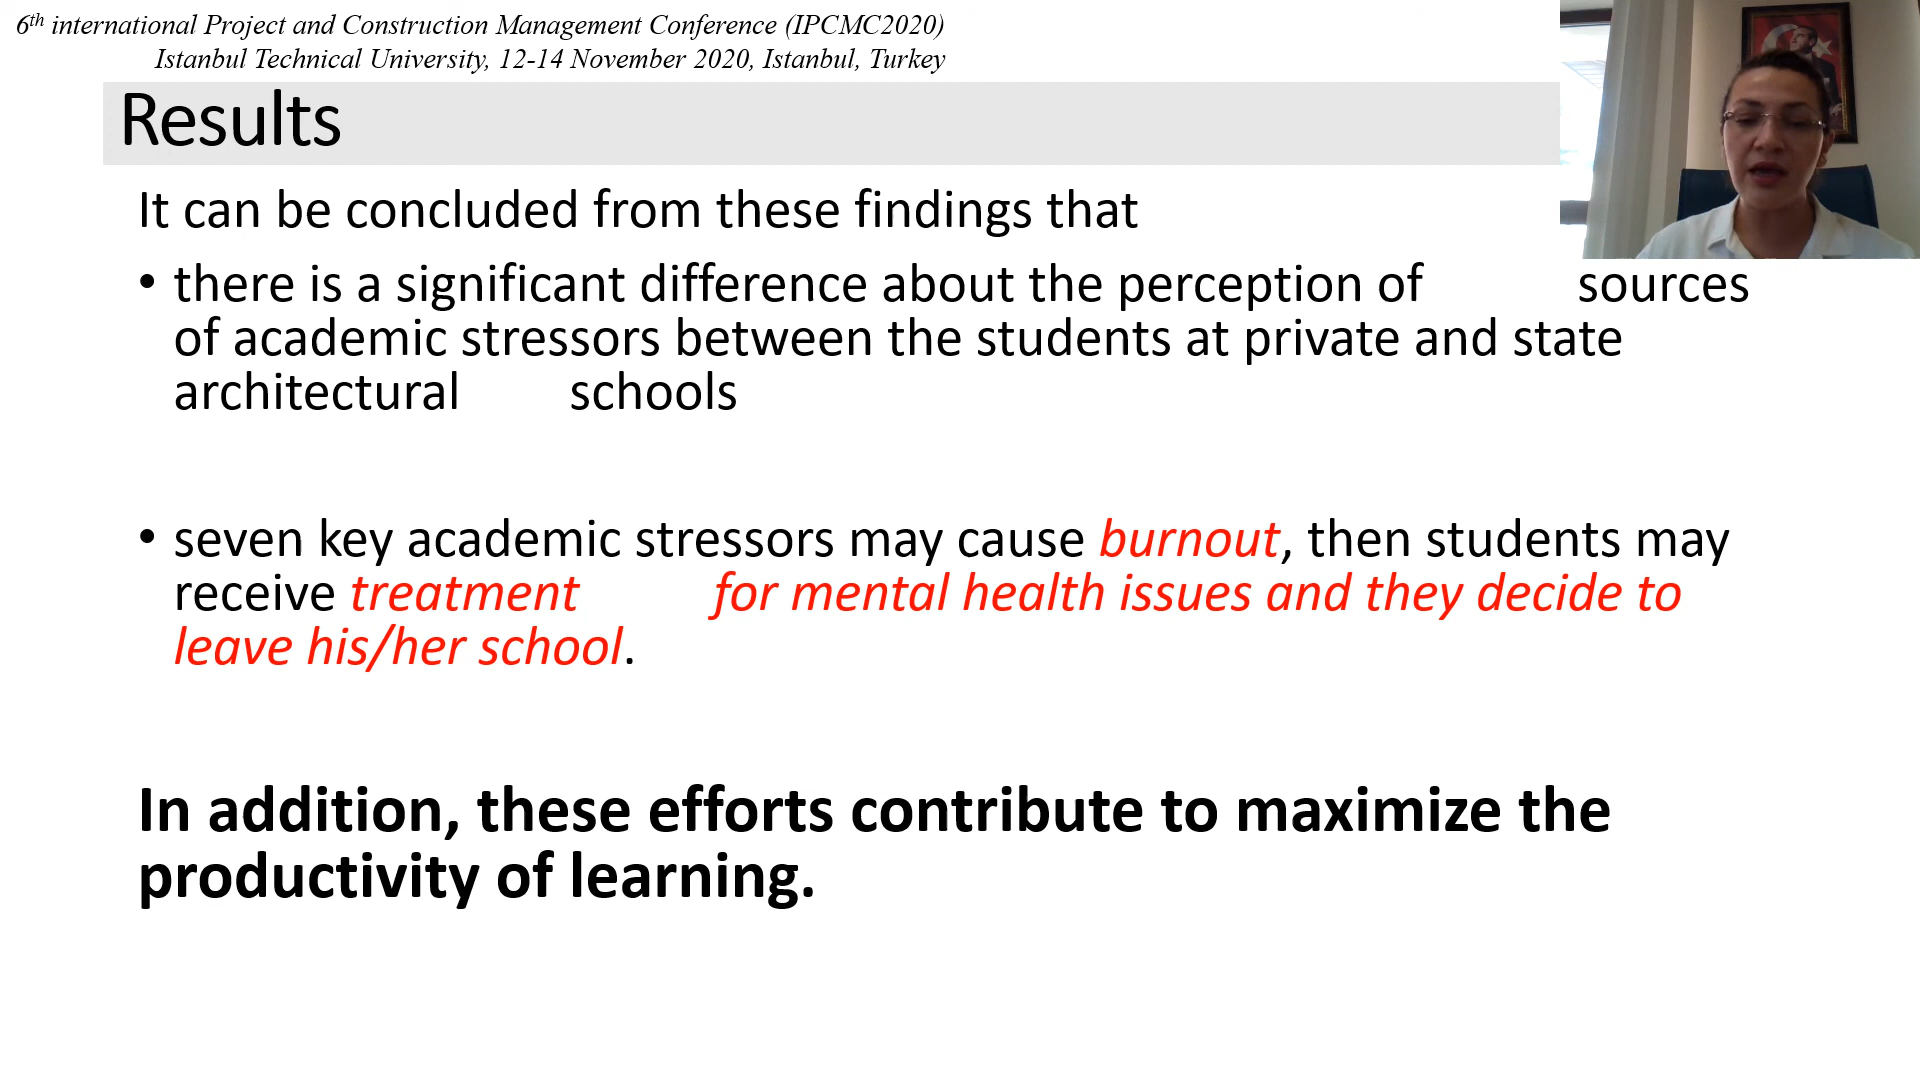 6th international Project and Construction Management Conference (IPCMC2020)
Istanbul Technical University, 12-14 November 2020, Istanbul, Turkey
Results
It can be concluded from these findings that
• there is a significant difference about the perception of sources
of academic stressors between the students at private and state
architectural schools
• seven key academic stressors may cause burnout, then students may
receive treatment for mental health issues and they decide to
leave his/her school.
In addition, these efforts contribute to maximize the
productivity of learning.